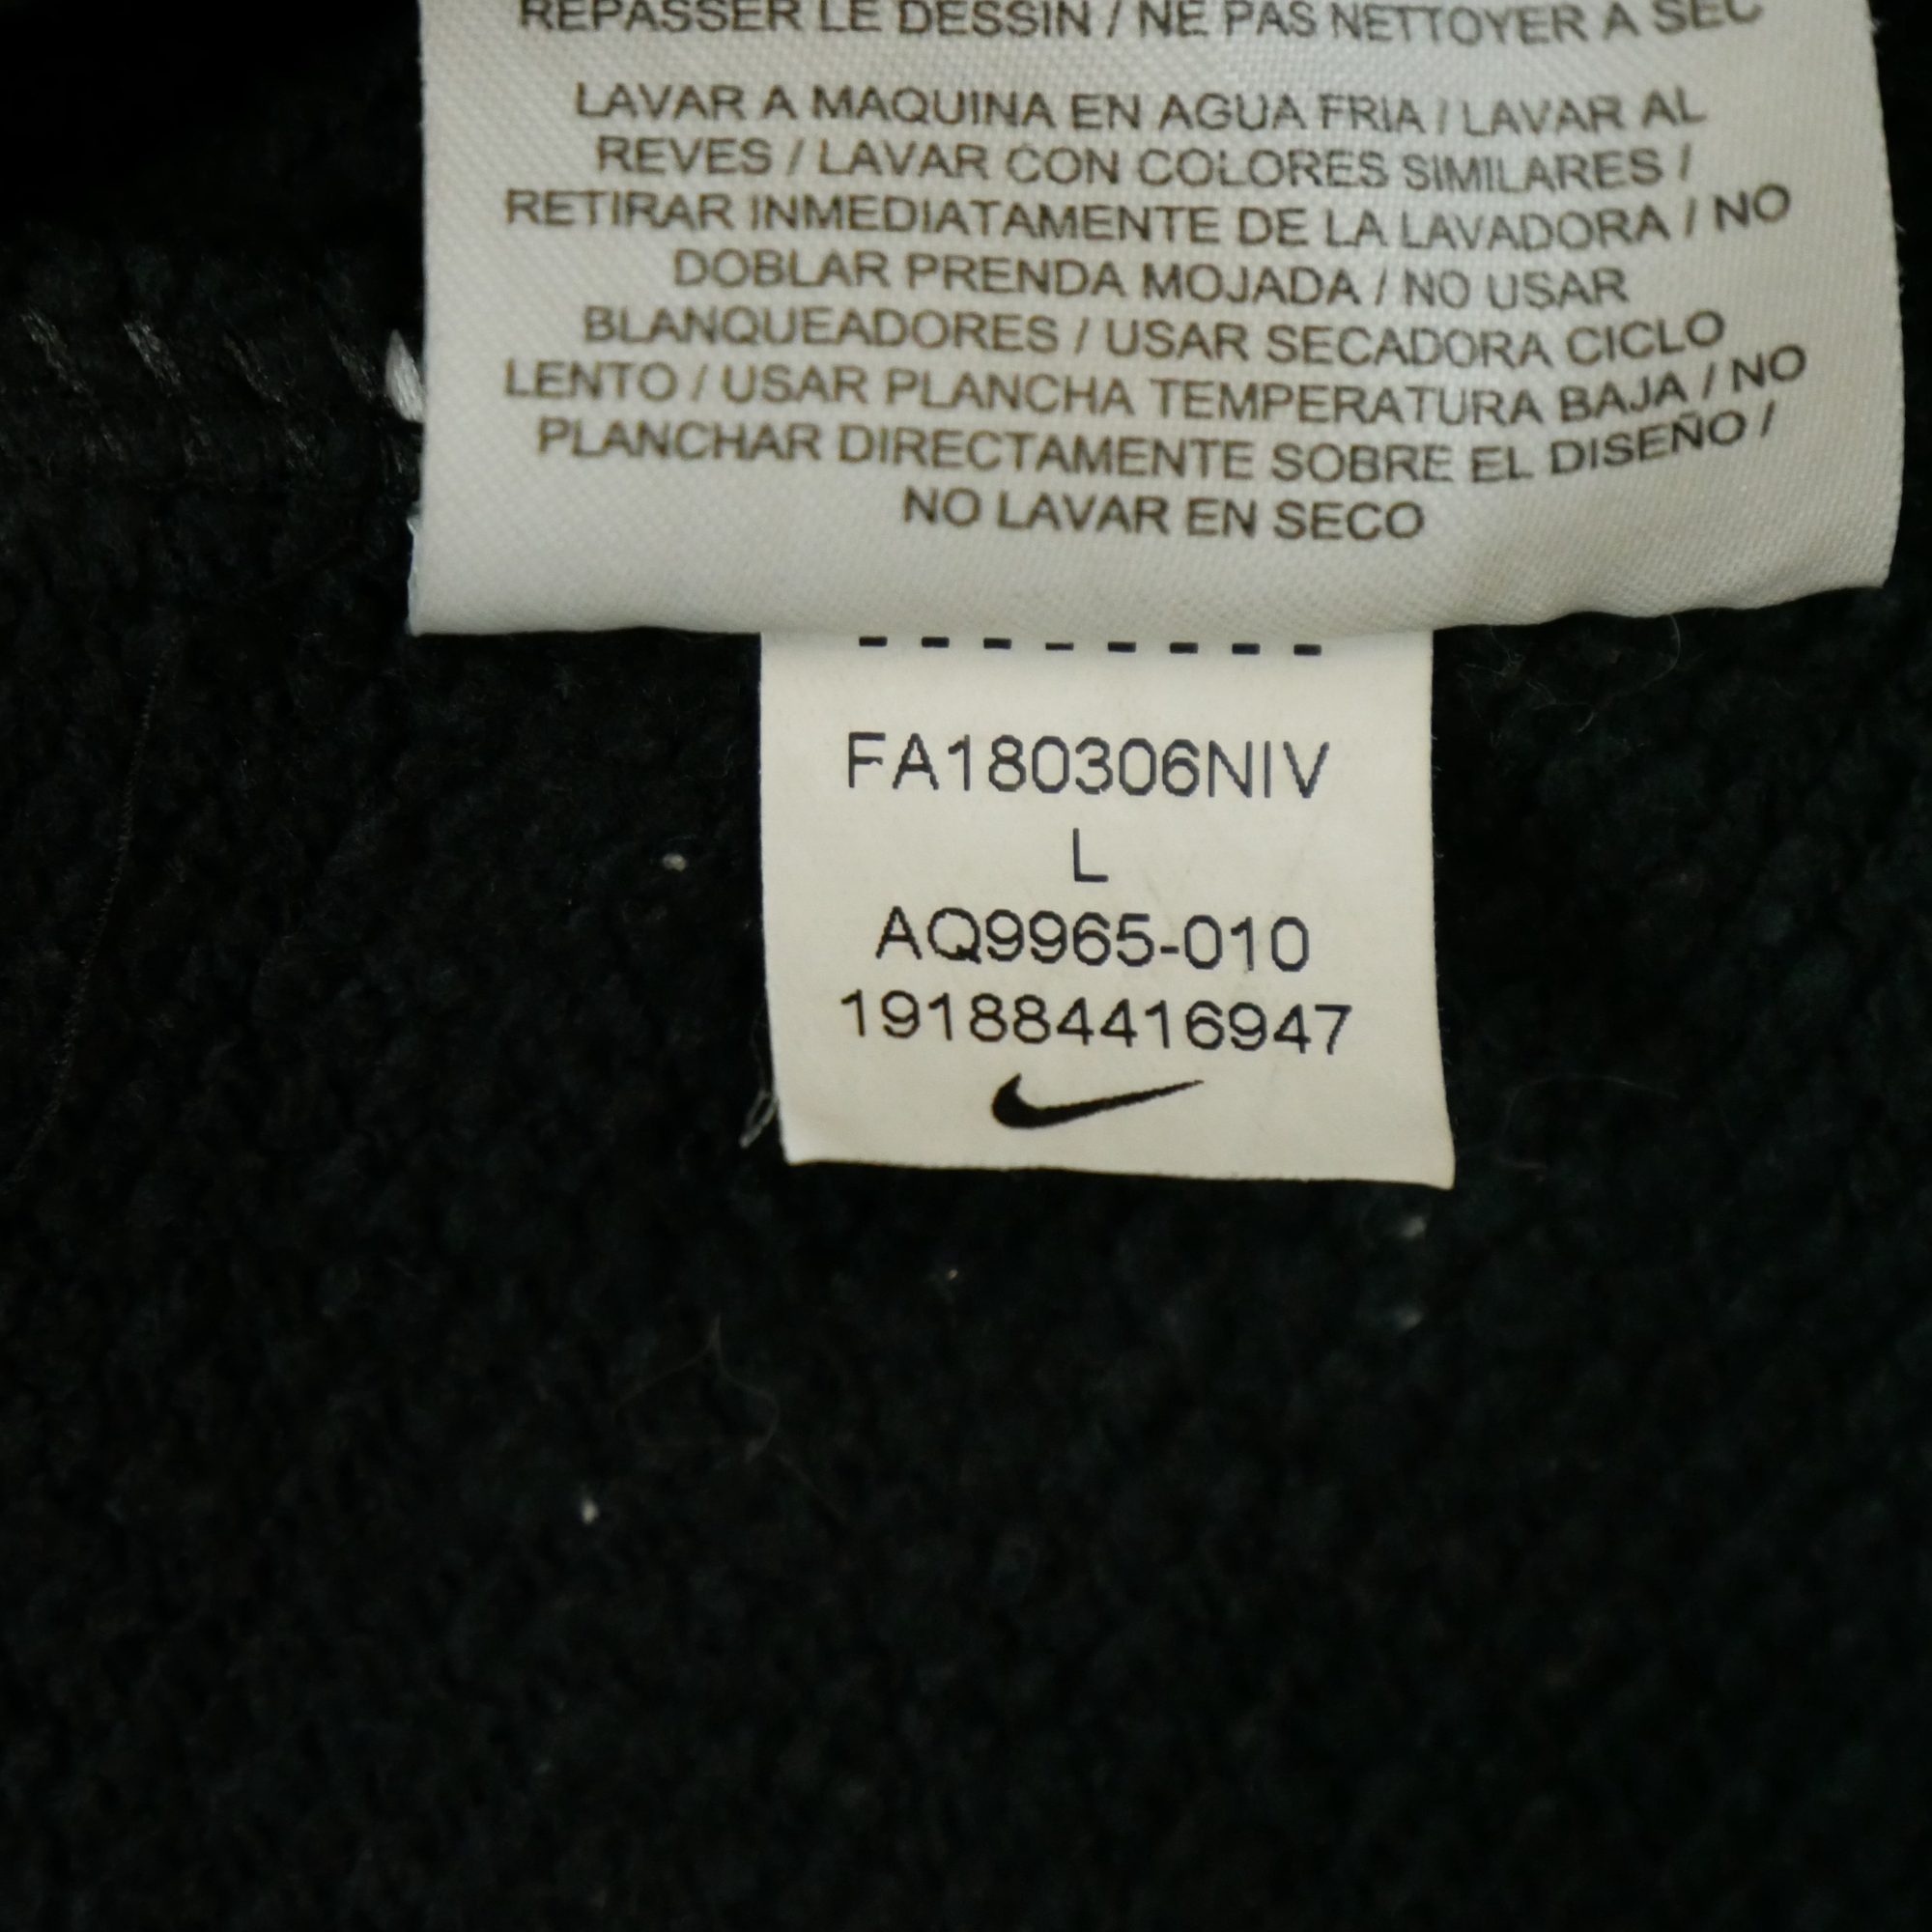 REPASSER LE DESSIN / NE PAS NETTOYER A SEC
LAVAR A MAQUINA EN AGUA FRIA / LAVAR AL
REVES / LAVAR CON COLORES SIMILARES /
RETIRAR INMEDIATAMENTE DE LA LAVADORA / NO
DOBLAR PRENDA MOJADA / NO USAR
BLANQUEADORES / USAR SECADORA CICLO
LENTO / USAR PLANCHA TEMPERATURA BAJA / NO
PLANCHAR DIRECTAMENTE SOBRE EL DISEÑO /
NO LAVAR EN SECO
--------
FA180306NIV
L
AQ9965-010
191884416947